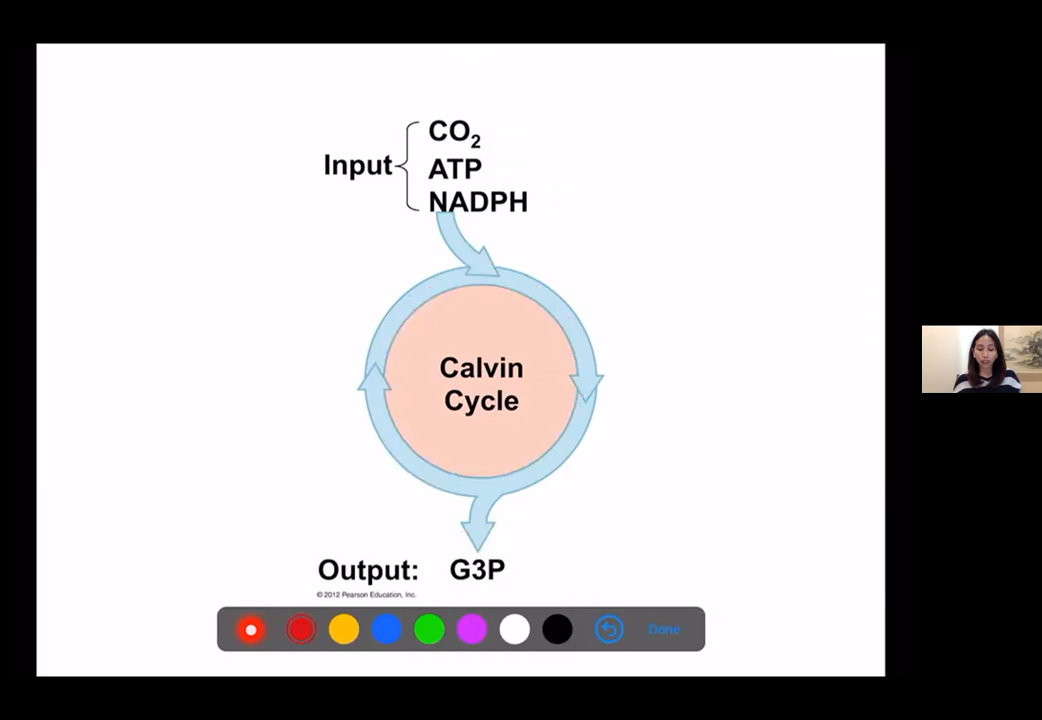 CO₂
Input
ATP
NADPH
Calvin
Cycle
Output: G3P
© 2012 Pearson Education, Inc.
Done